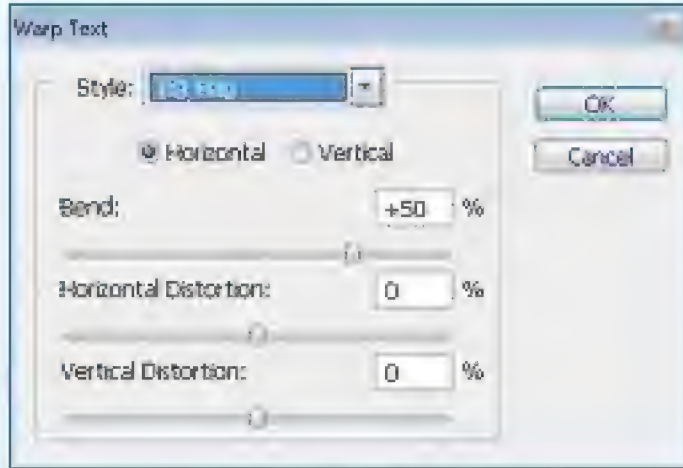 Warp Text
Style:
Horizontal Vertical
Bend: +50 %
Horizontal Distortion: 0 %
Vertical Distortion: 0 %
OK
Cancel